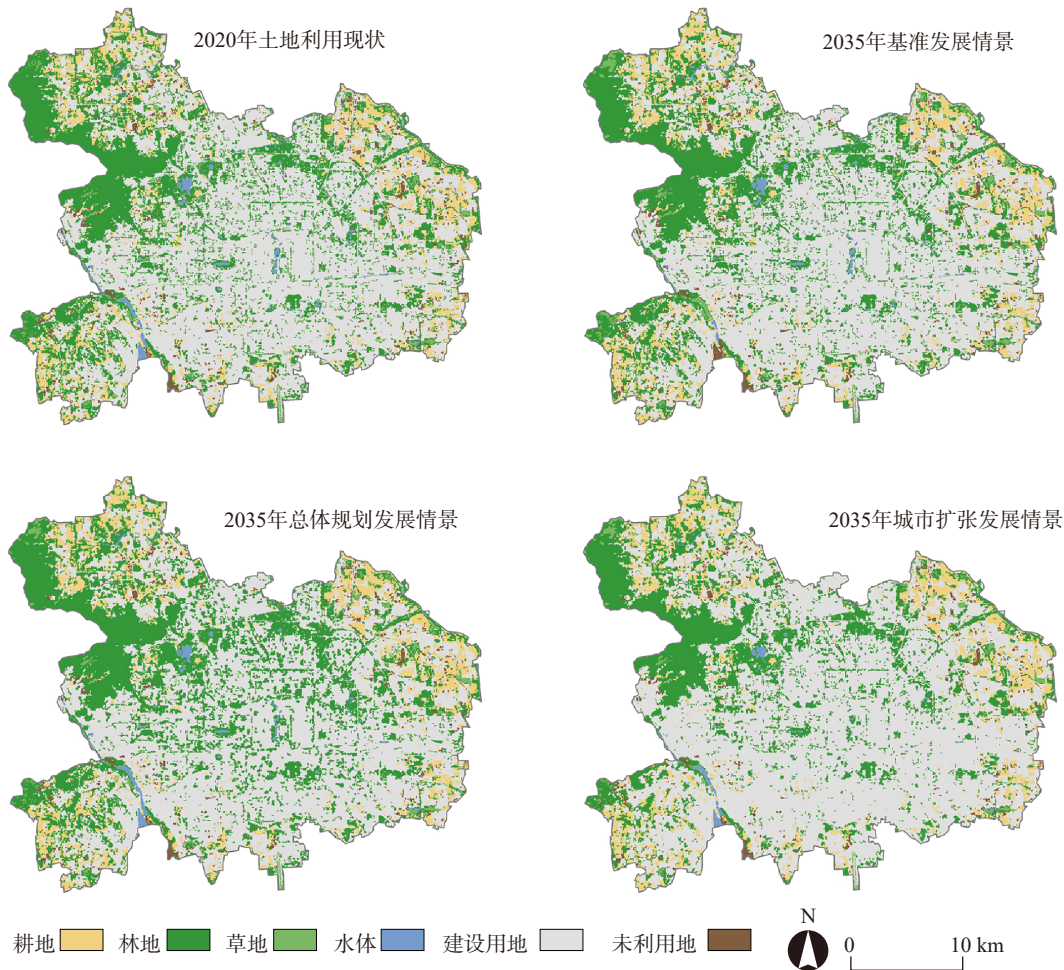 2020年土地利用现状
2035年基准发展情景
2035年总体规划发展情景
2035年城市扩张发展情景
耕地 林地 草地 水体 建设用地 未利用地
N
0 10 km